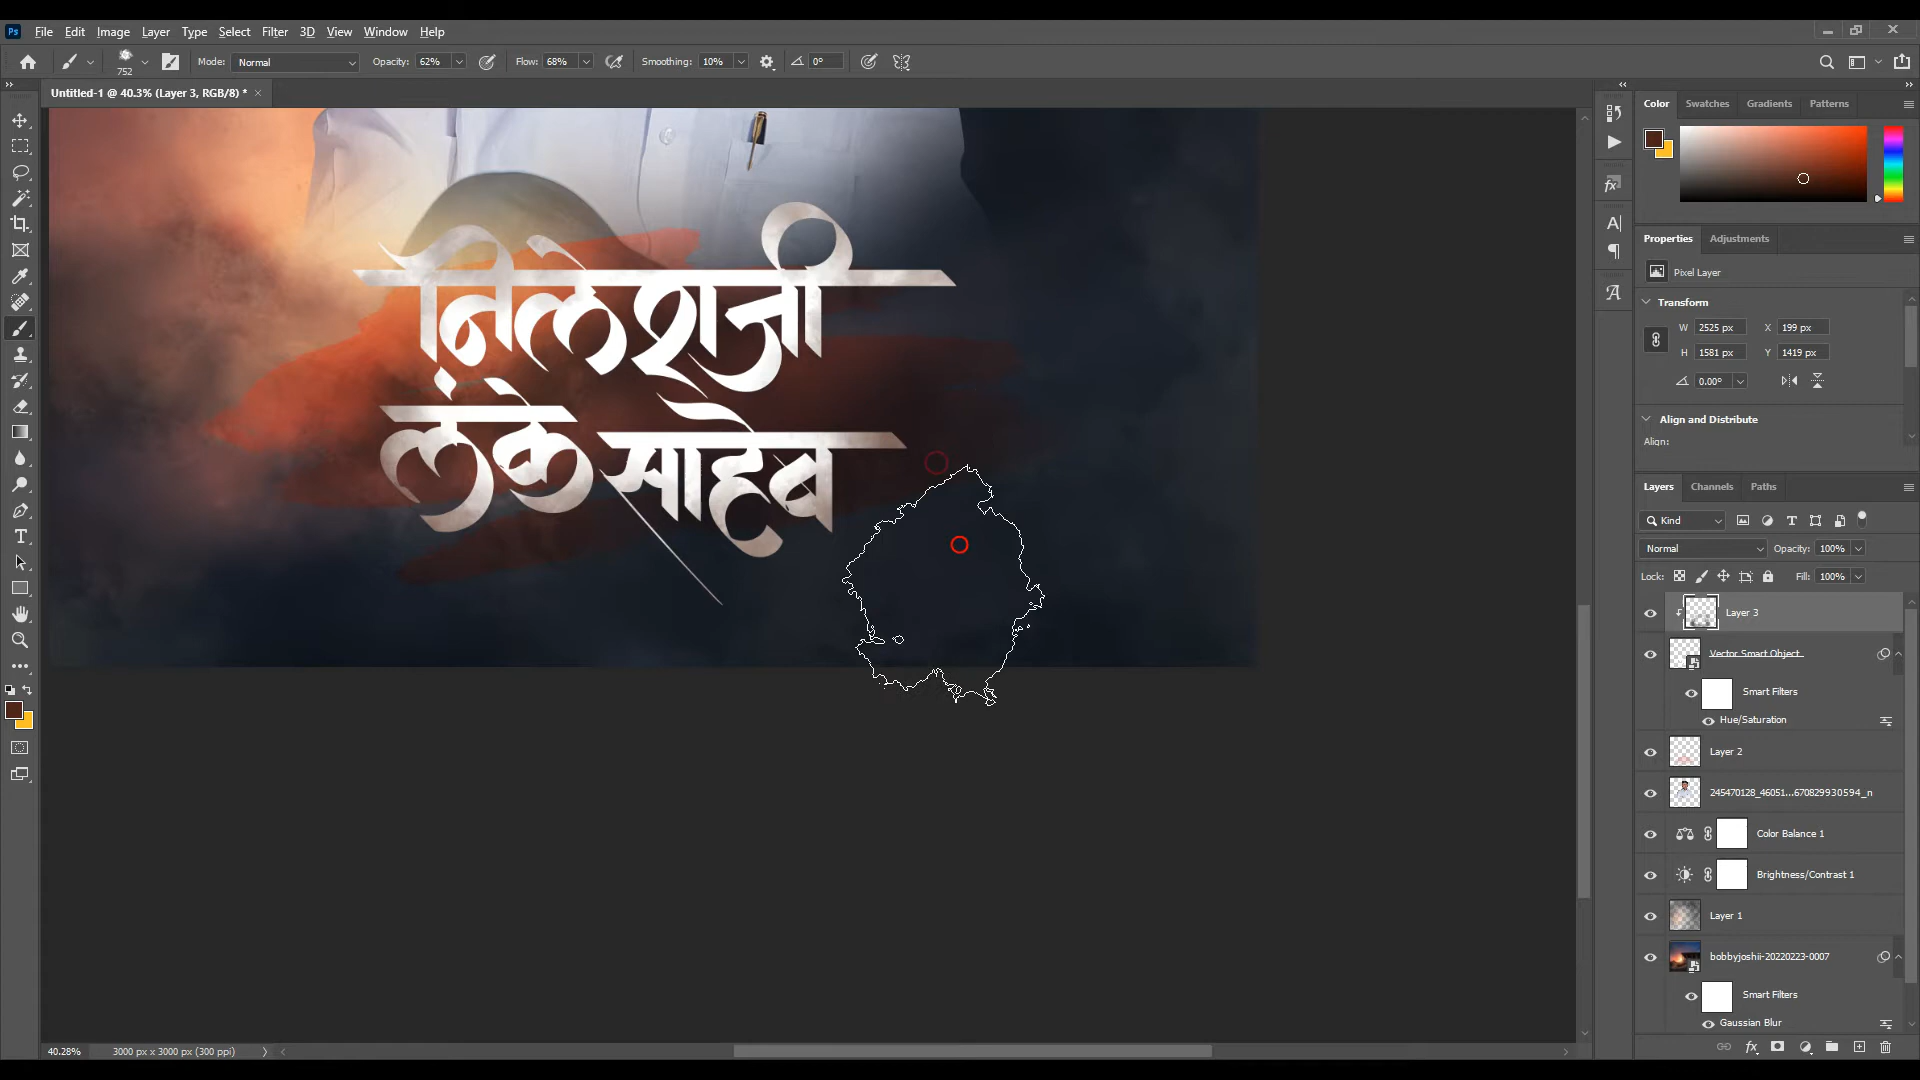 Ps File Edit Image Layer Type Select Filter 3D View Window Help
752 Mode: Normal Opacity: 62% Flow: 68% Smoothing: 10% 0°
Untitled-1 @ 40.3% (Layer 3, RGB/8) * ×
Color Swatches Gradients Patterns
निलेशजी
लंके साहेब
Properties Adjustments
Pixel Layer
Transform
W 2525 px X 199 px
H 1581 px Y 1419 px
0.00°
Align and Distribute
Align:
Layers Channels Paths
Kind
Normal Opacity: 100%
Lock: Fill: 100%
Layer 3
Vector Smart Object
Smart Filters
Hue/Saturation
Layer 2
245470128_46051...670829930594_n
Color Balance 1
Brightness/Contrast 1
Layer 1
bobbyjoshii-20220223-0007
Smart Filters
Gaussian Blur
40.28% 3000 px x 3000 px (300 ppi)